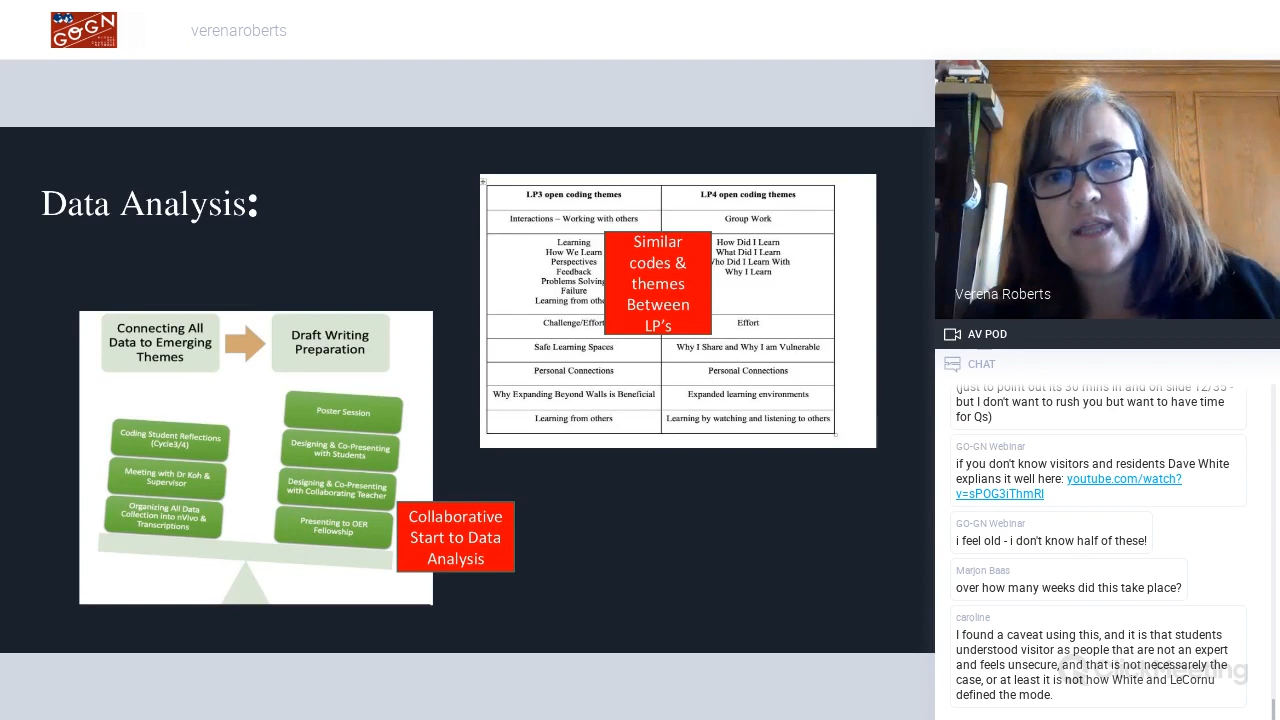 GOGN
verenaroberts
Data Analysis:
Connecting All
Data to Emerging
Themes
Draft Writing
Preparation
Coding Student Reflections
(Cycle3/4)
Meeting with Dr Koh &
Supervisor
Organizing All Data
Collection into nVivo &
Transcriptions
Poster Session
Designing & Co-Presenting
with Students
Designing & Co-Presenting
with Collaborating Teacher
Presenting to OER
Fellowship
Collaborative
Start to Data
Analysis
LP3 open coding themes
LP4 open coding themes
Interactions – Working with others
Group Work
Learning
How We Learn
Perspectives
Feedback
Problems Solving
Failure
Learning from
How Did I Learn
What Did I Learn
Did I Learn With
Why I Learn
Challenge/Effort
Effort
Safe Learning Spaces
Why I Share and Why I am Vulnerable
Personal Connections
Personal Connections
Why Expanding Beyond Walls is Beneficial
Expanded learning environments
Learning from others
Learning by watching and listening to others
Similar
codes &
themes
Between
LP's
Verena Roberts
AV POD
CHAT
(just to point out its 30 mins in and on slide 12/35 -
but I don't want to rush you but want to have time
for Qs)
GO-GN Webinar
if you don't know visitors and residents Dave White
explains it well here: youtube.com/watch?
v=sPOG3iThmRI
GO-GN Webinar
i feel old - i don't know half of these!
Marjon Baas
over how many weeks did this take place?
caroline
I found a caveat using this, and it is that students
understood visitor as people that are not an expert
and feels unsecure, and that is not necessarely the
case, or at least it is not how White and LeCornu
defined the mode.
ClickMeeting